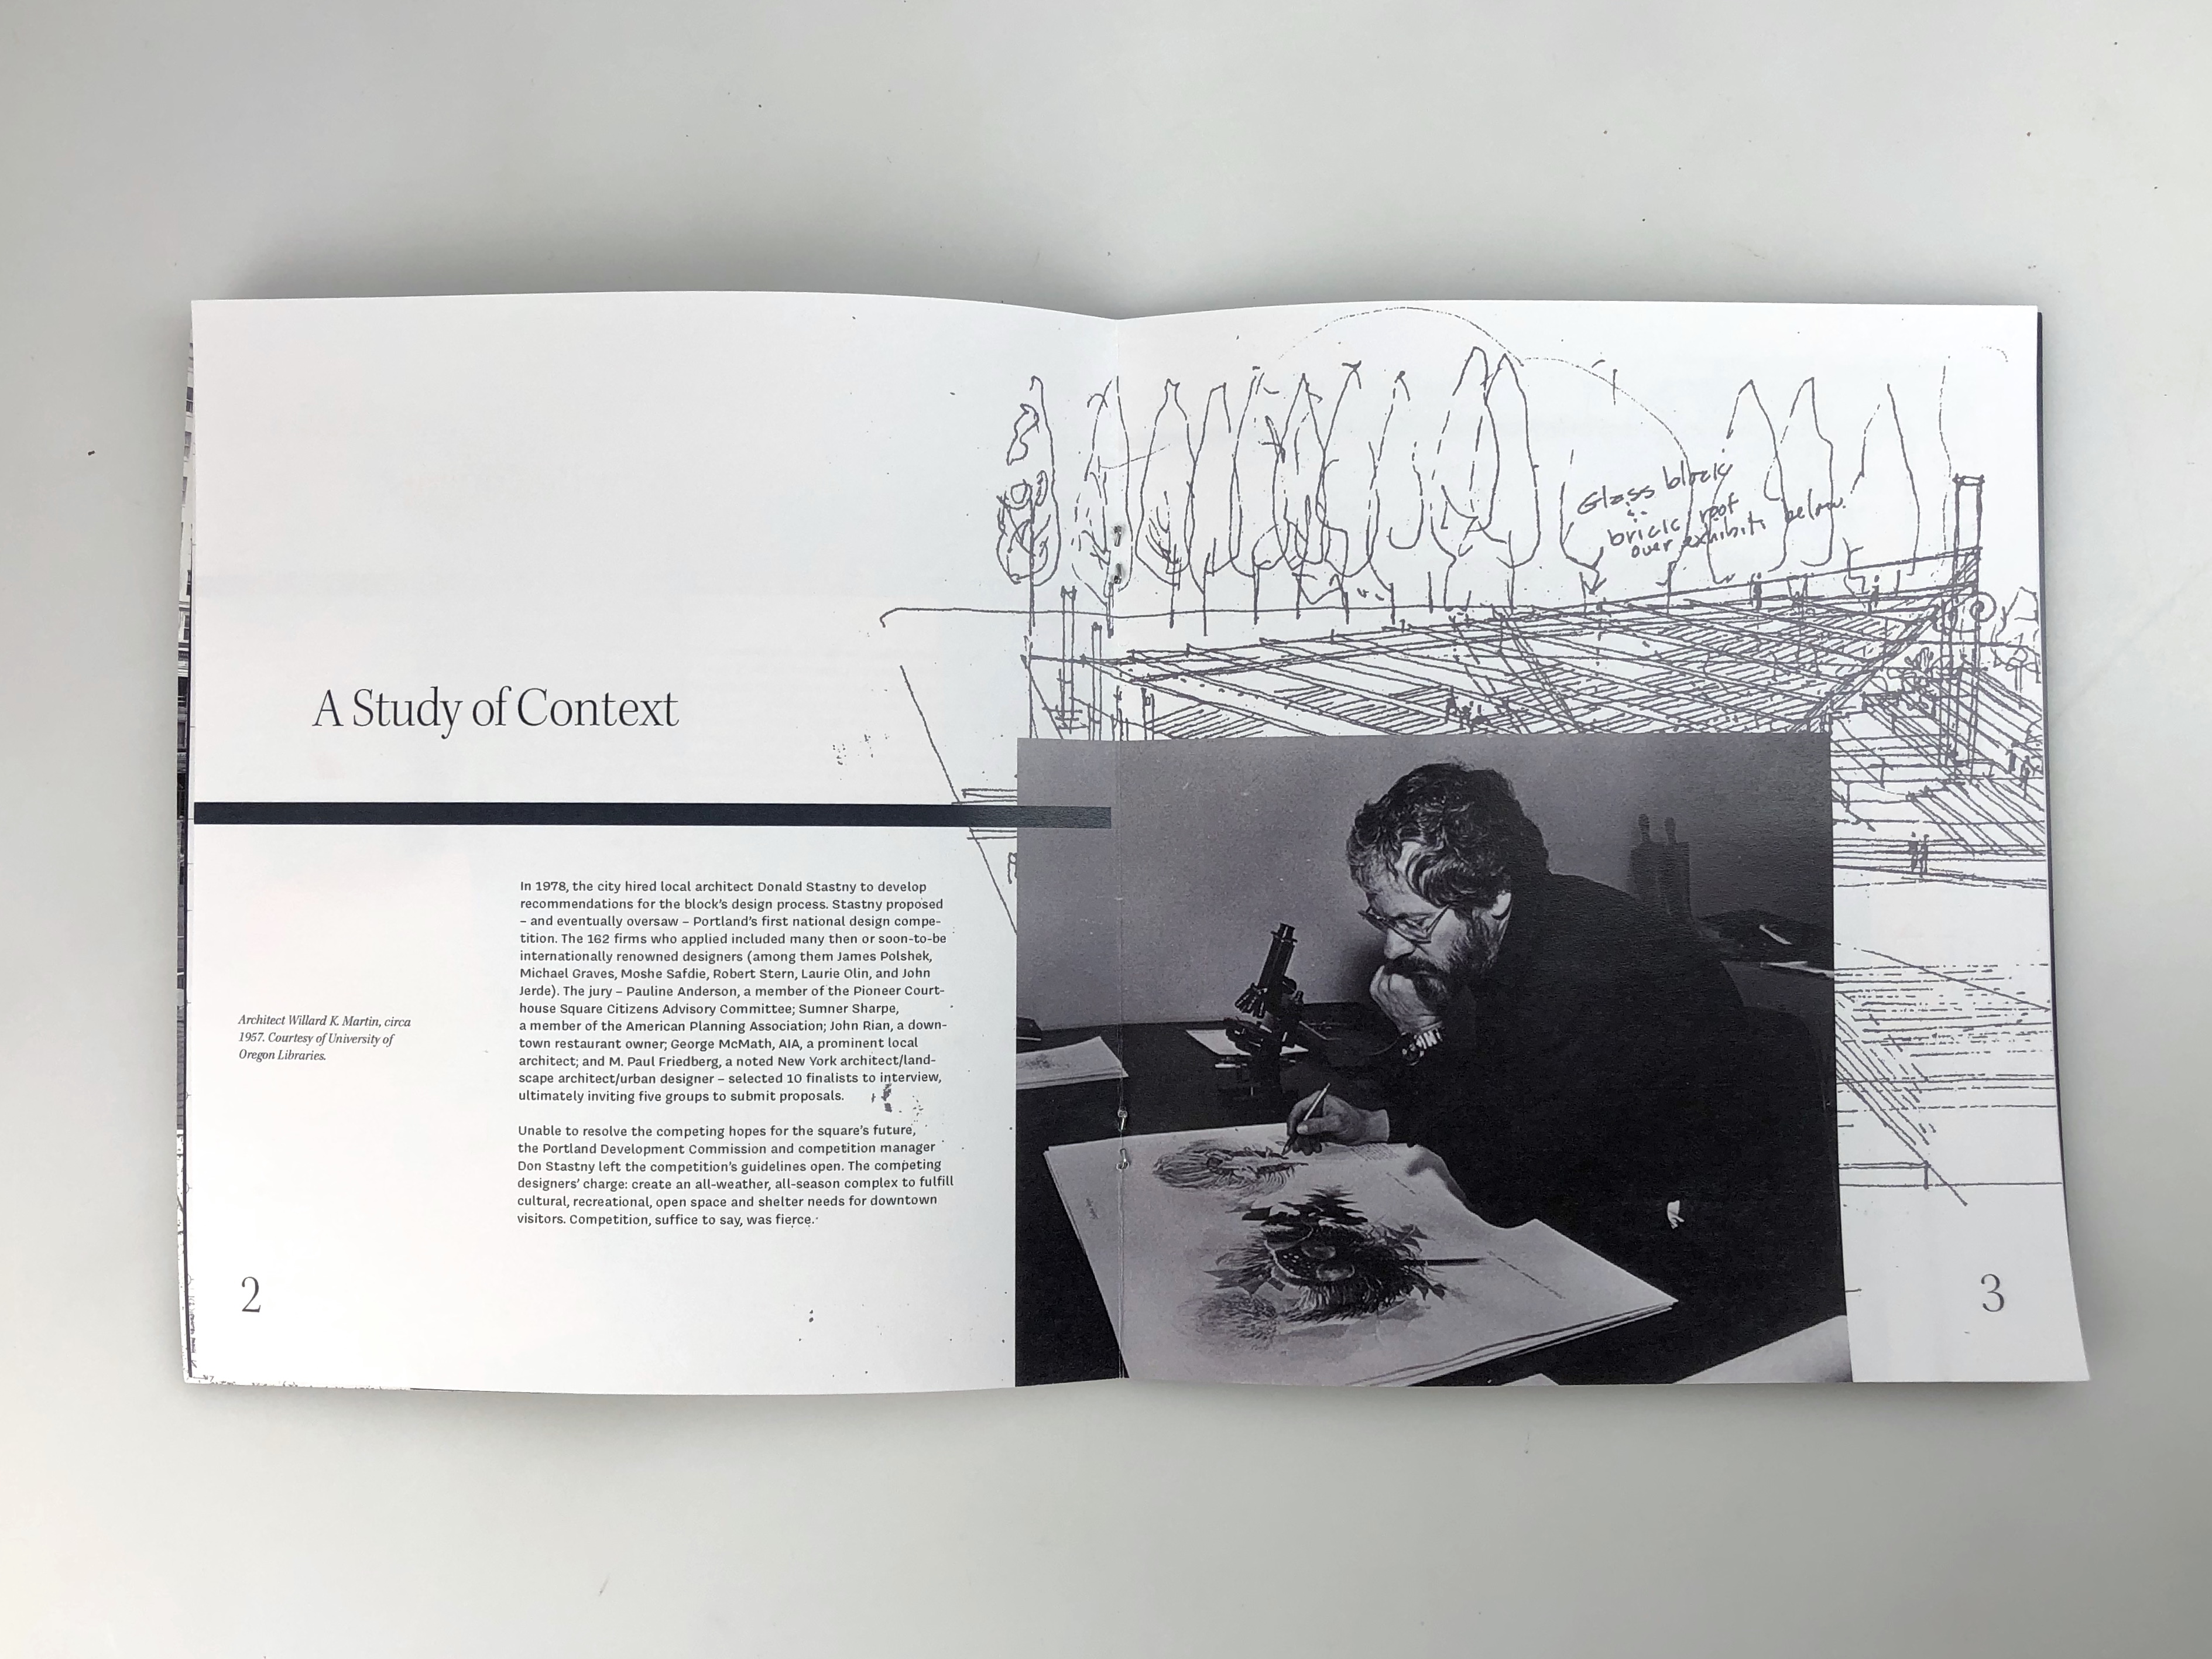 A Study of Context
In 1978, the city hired local architect Donald Stastny to develop
recommendations for the block's design process. Stastny proposed
– and eventually oversaw – Portland's first national design compe-
tition. The 162 firms who applied included many then or soon-to-be
internationally renowned designers (among them James Polshek,
Michael Graves, Moshe Safdie, Robert Stern, Laurie Olin, and John
Jerde). The jury – Pauline Anderson, a member of the Pioneer Court-
house Square Citizens Advisory Committee; Sumner Sharpe,
a member of the American Planning Association; John Rian, a down-
town restaurant owner; George McMath, AIA, a prominent local
architect; and M. Paul Friedberg, a noted New York architect/land-
scape architect/urban designer – selected 10 finalists to interview,
ultimately inviting five groups to submit proposals.
Unable to resolve the competing hopes for the square's future,
the Portland Development Commission and competition manager
Don Stastny left the competition's guidelines open. The competing
designers' charge: create an all-weather, all-season complex to fulfill
cultural, recreational, open space and shelter needs for downtown
visitors. Competition, suffice to say, was fierce.
Architect Willard K. Martin, circa
1957. Courtesy of University of
Oregon Libraries.
2
Glass block
&
brick roof
over exhibits below.
3